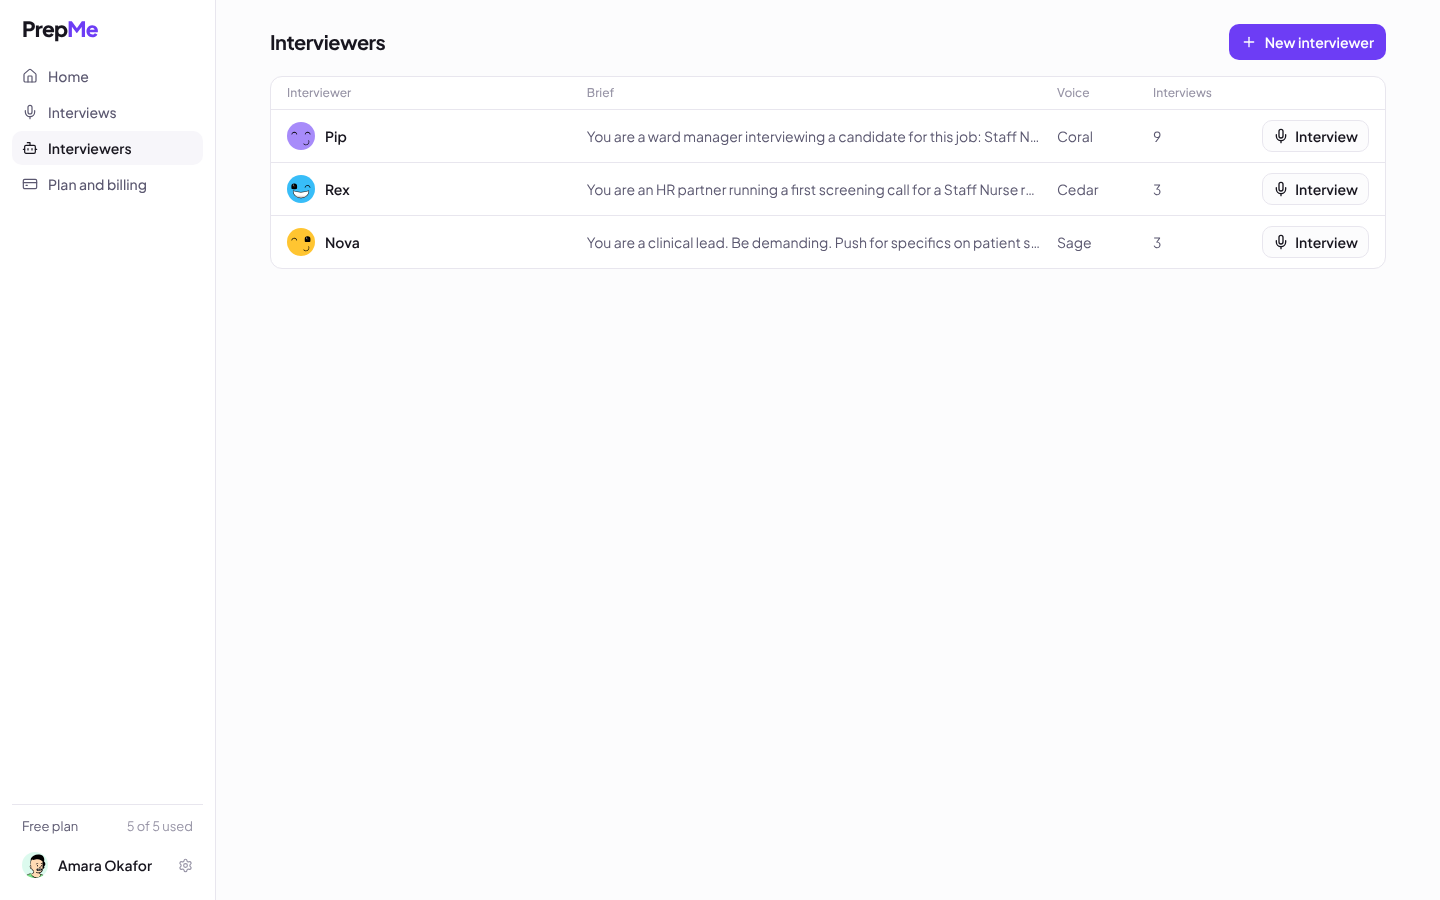 PrepMe
Home
Interviews
Interviewers
Plan and billing
Free plan 5 of 5 used
Amara Okafor
Interviewers
New interviewer
Interviewer Brief Voice Interviews
Pip You are a ward manager interviewing a candidate for this job: Staff N... Coral 9 Interview
Rex You are an HR partner running a first screening call for a Staff Nurse r... Cedar 3 Interview
Nova You are a clinical lead. Be demanding. Push for specifics on patient s... Sage 3 Interview